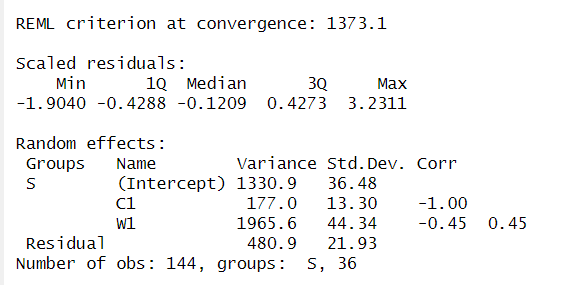 REML criterion at convergence: 1373.1
Scaled residuals:
Min 1Q Median 3Q Max
-1.9040 -0.4288 -0.1209 0.4273 3.2311
Random effects:
Groups Name Variance Std.Dev. Corr
S (Intercept) 1330.9 36.48
C1 177.0 13.30 -1.00
W1 1965.6 44.34 -0.45 0.45
Residual 480.9 21.93
Number of obs: 144, groups: S, 36